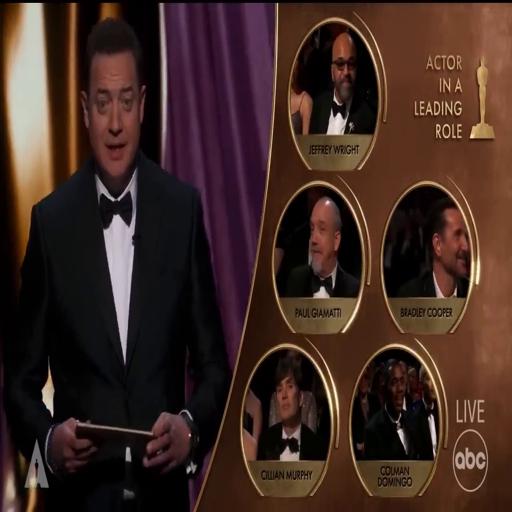 ACTOR
IN A
LEADING
ROLE
JEFFREY WRIGHT
PAUL GIAMATTI
BRADLEY COOPER
CILLIAN MURPHY
COLMAN
DOMINGO
LIVE
abc